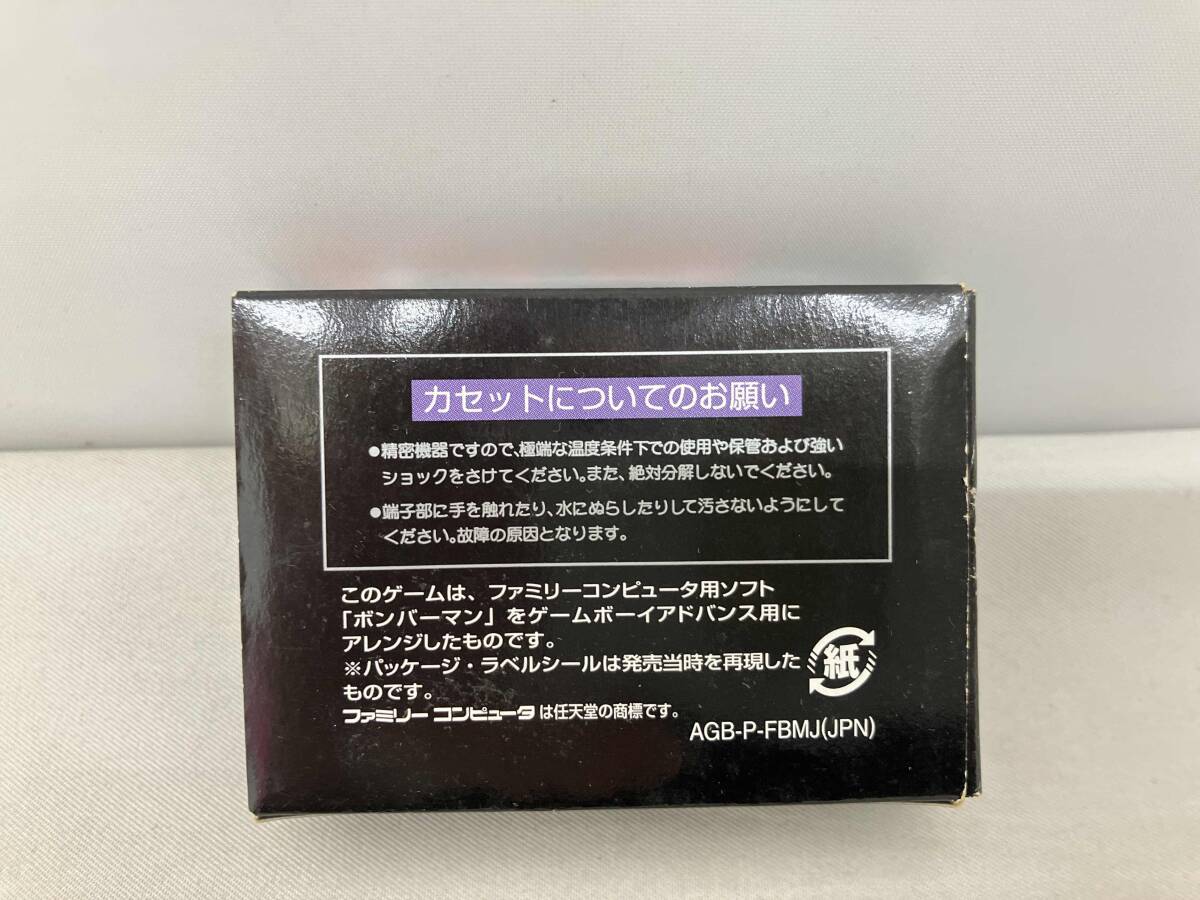 カセットについてのお願い
●精密機器ですので、極端な温度条件下での使用や保管および強い
ショックをさけてください。また、絶対分解しないでください。
●端子部に手を触れたり、水にぬらしたりして汚さないようにして
ください。故障の原因となります。
このゲームは、ファミリーコンピュータ用ソフト
「ボンバーマン」をゲームボーイアドバンス用に
アレンジしたものです。
※パッケージ・ラベルシールは発売当時を再現した
ものです。
ファミリーコンピュータは任天堂の商標です。
紙
AGB-P-FBMJ(JPN)